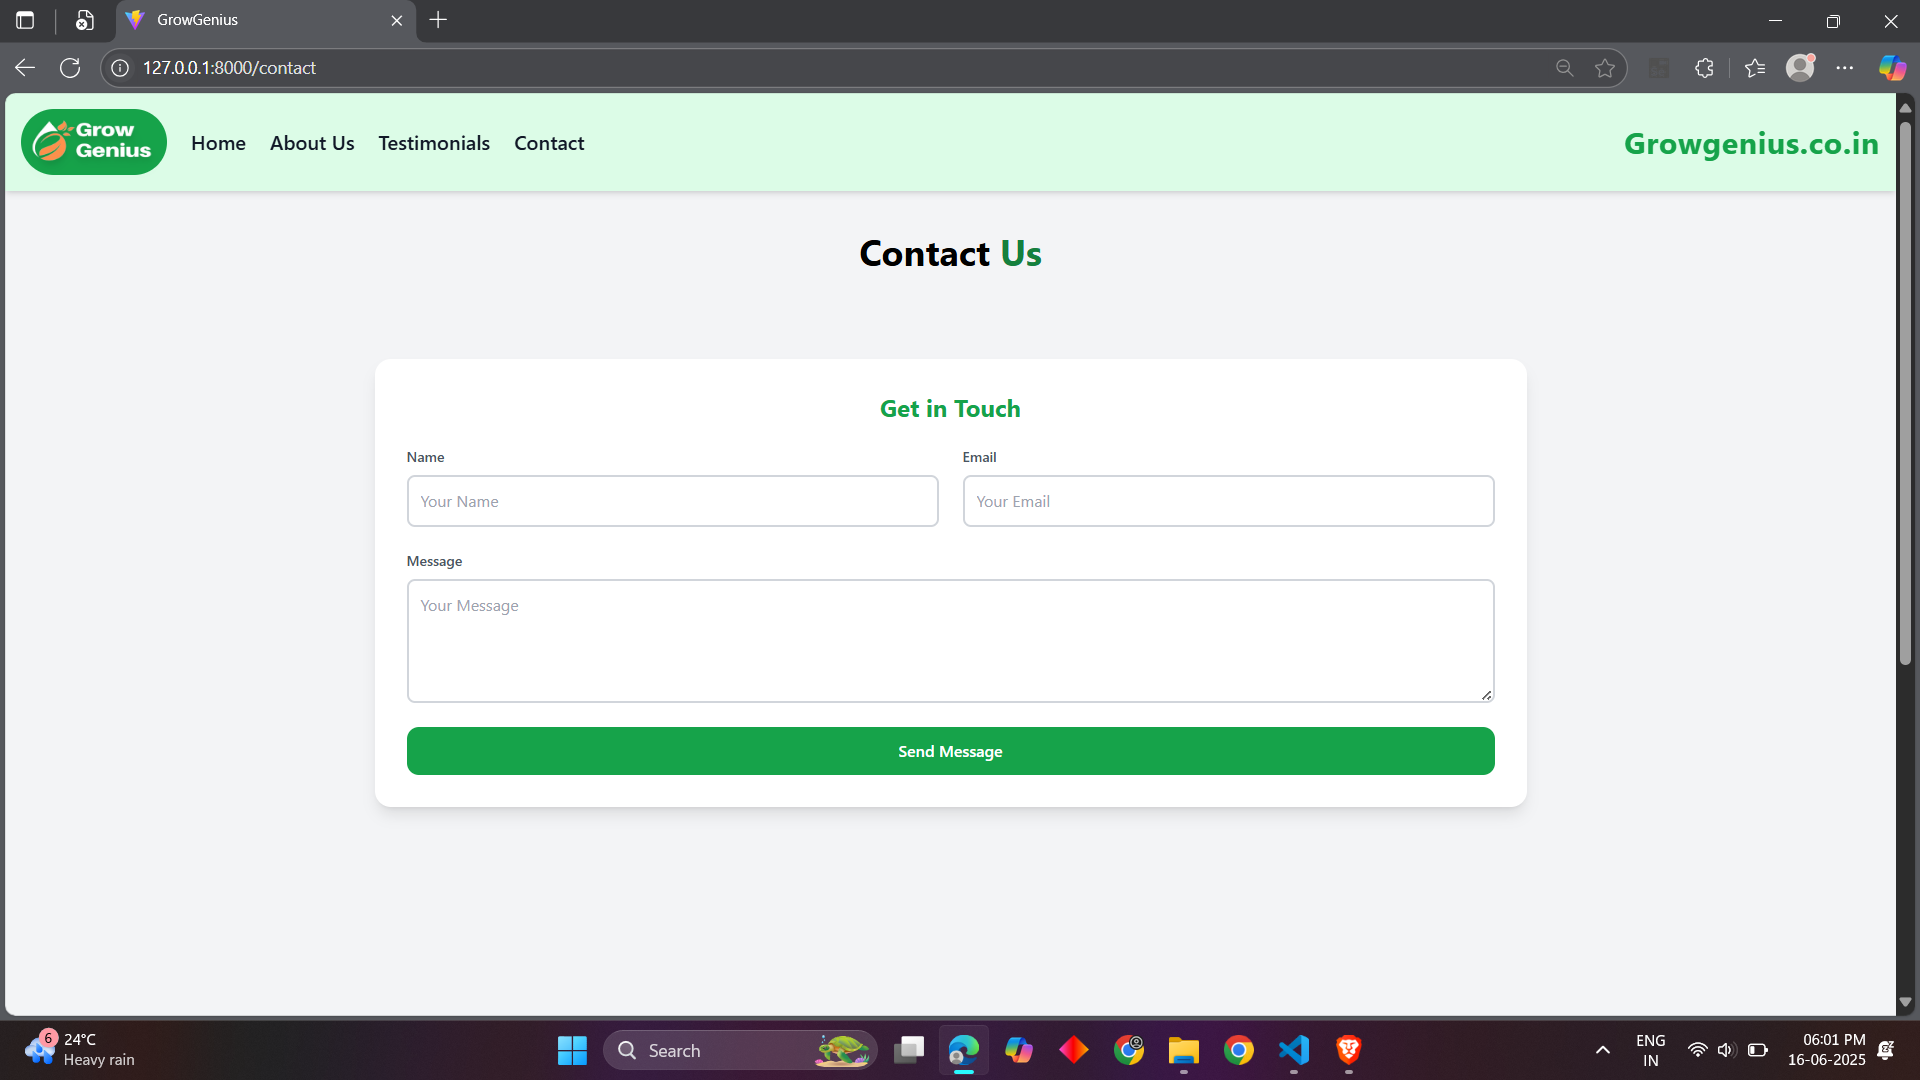 GrowGenius
127.0.0.1:8000/contact
Grow
Genius
Home
About Us
Testimonials
Contact
Growgenius.co.in
Contact Us
Get in Touch
Name
Email
Your Name
Your Email
Message
Your Message
Send Message
6
24°C
Heavy rain
Search
ENG
IN
06:01 PM
16-06-2025